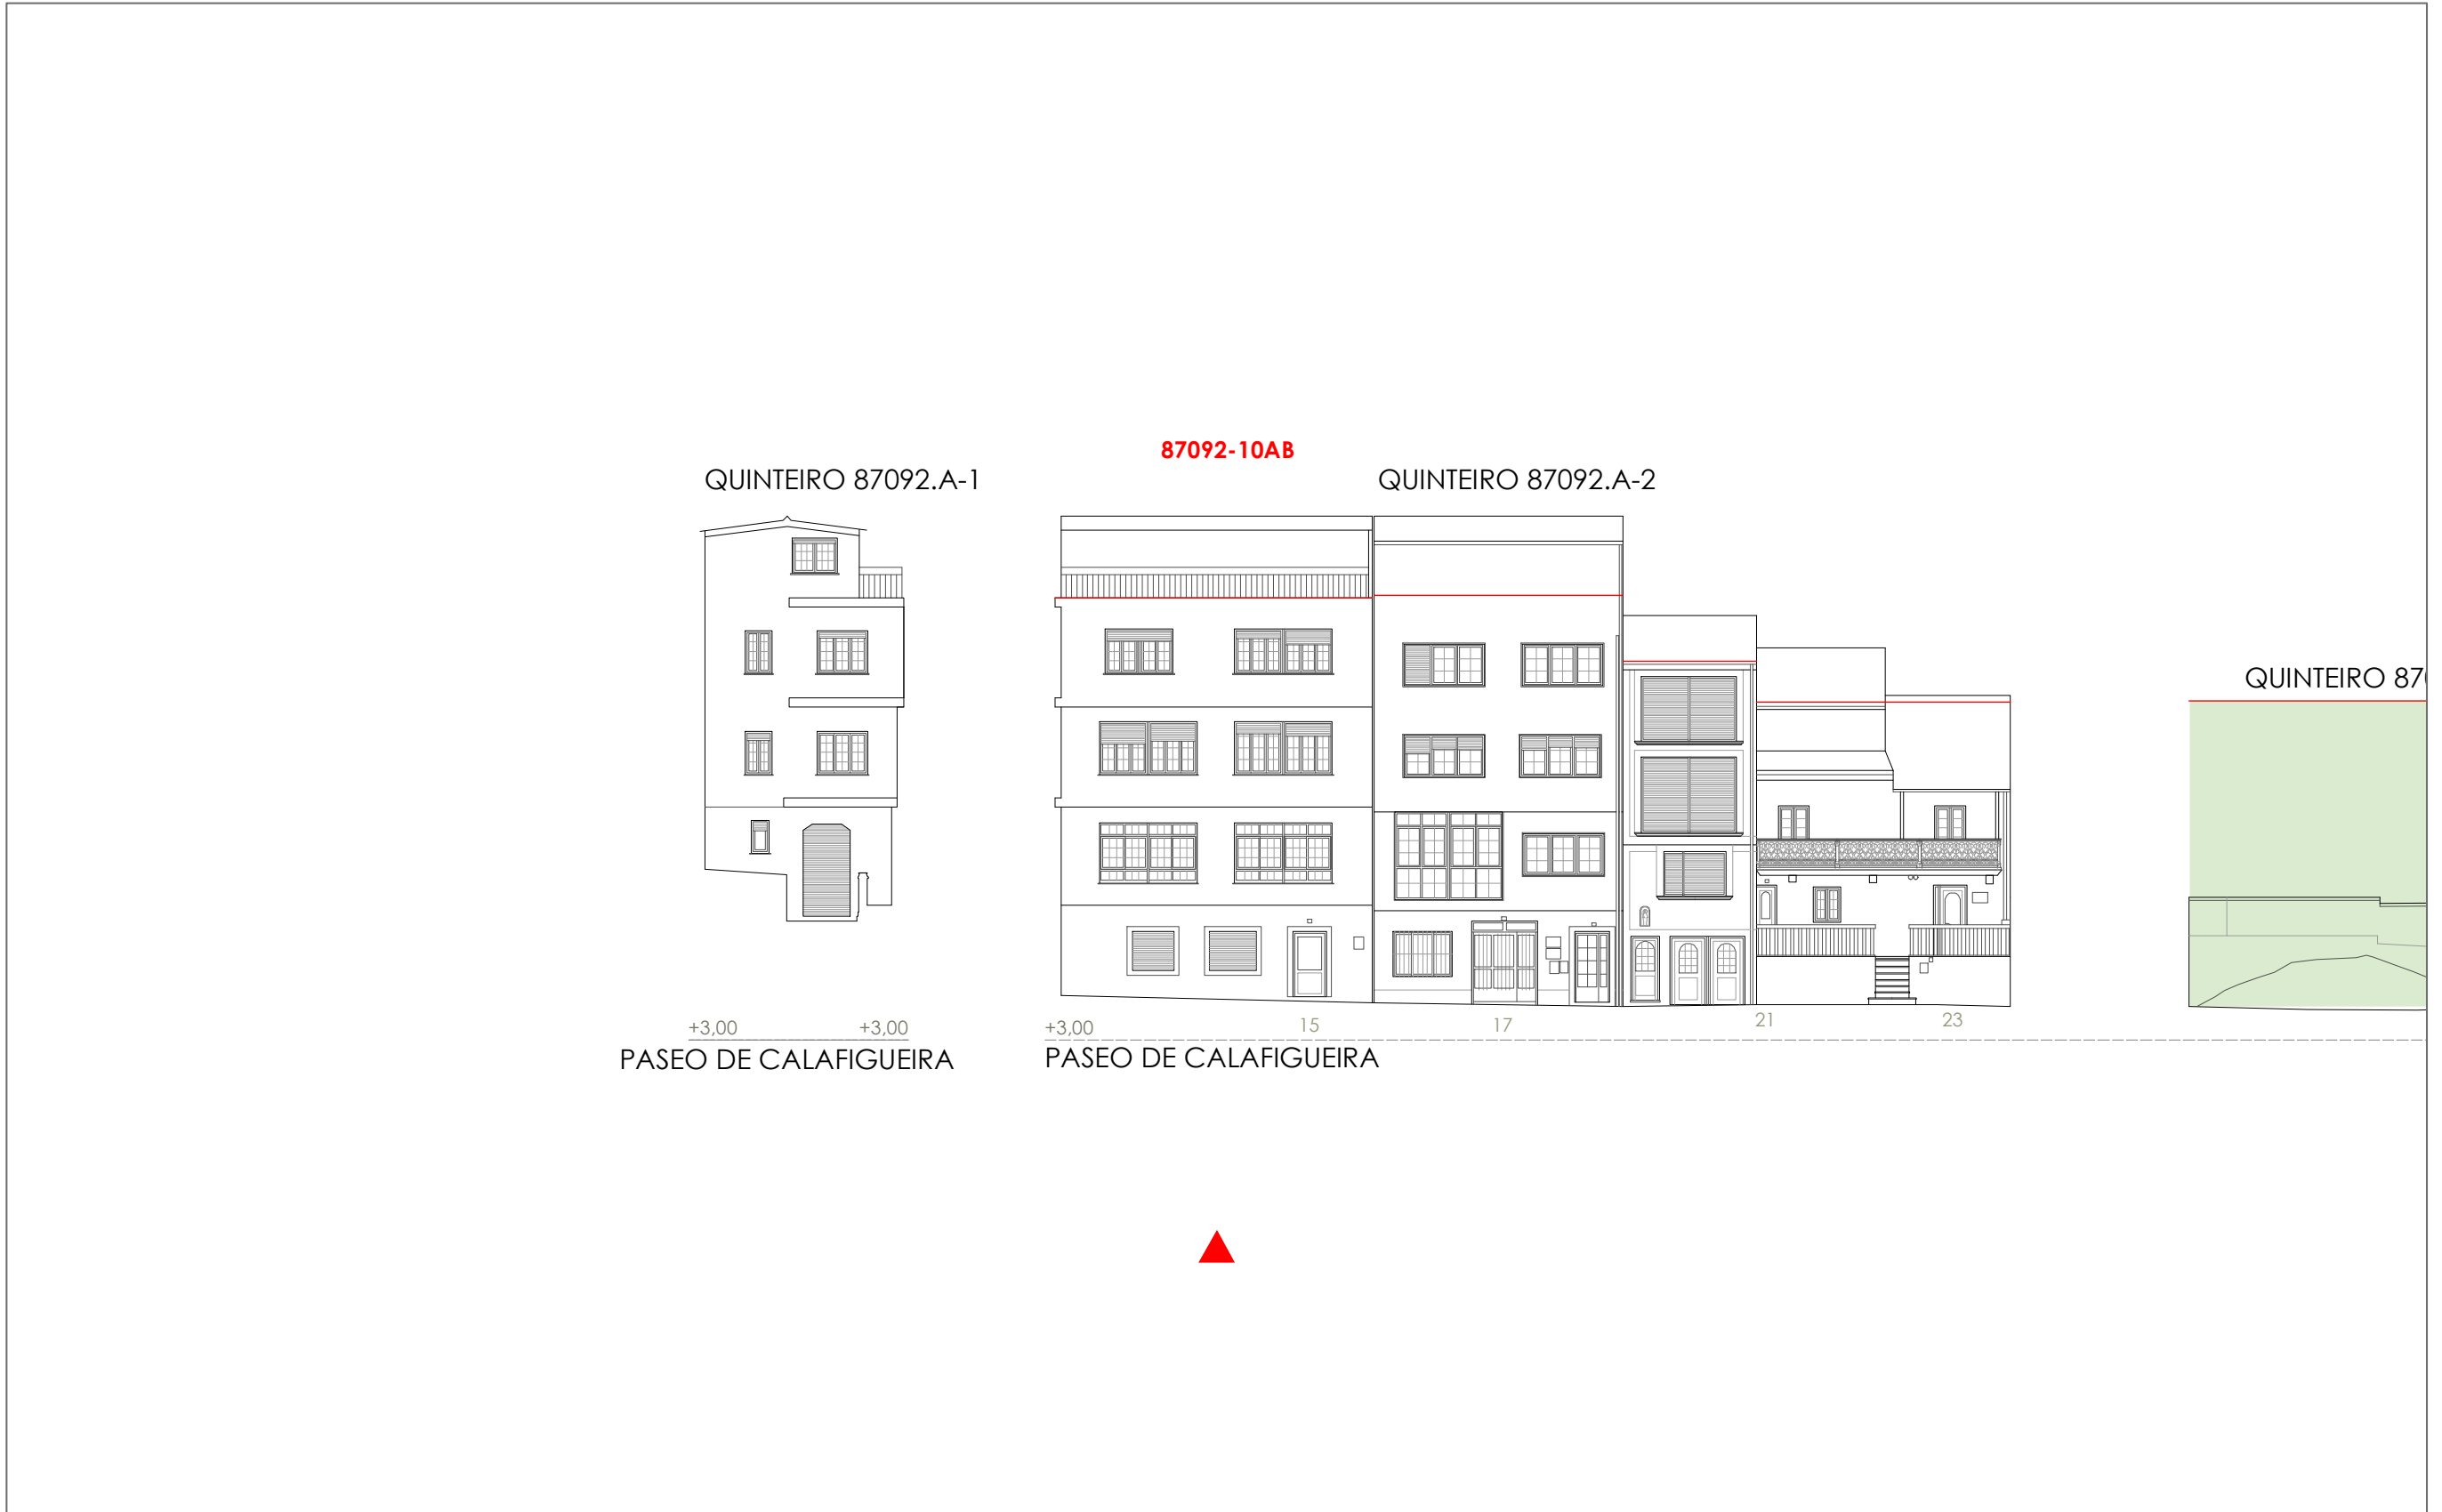 87092-10AB
QUINTEIRO 87092.A-1
QUINTEIRO 87092.A-2
QUINTEIRO 87
+3,00
+3,00
+3,00
15
17
21
23
PASEO DE CALAFIGUEIRA
PASEO DE CALAFIGUEIRA